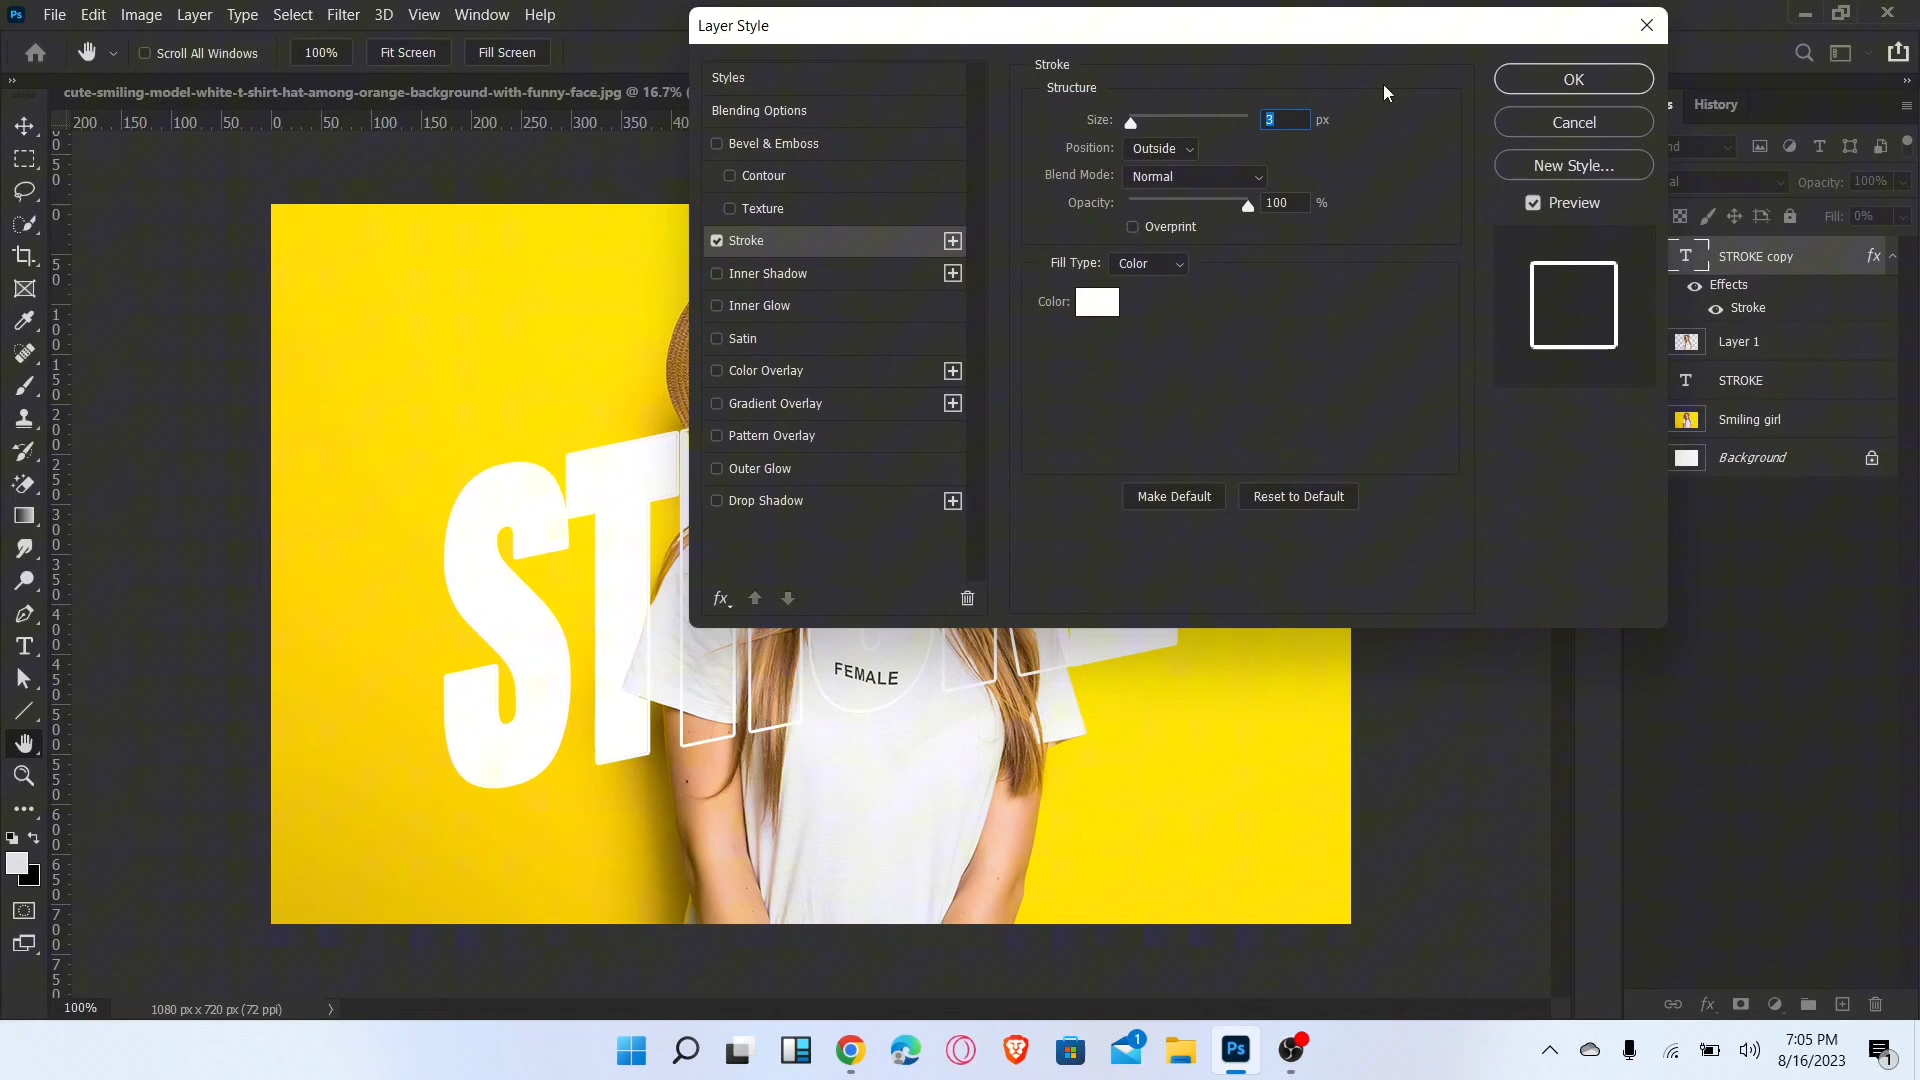 Ps File Edit Image Layer Type Select Filter 3D View Window Help
Scroll All Windows 100% Fit Screen Fill Screen
cute-smiling-model-white-t-shirt-hat-among-orange-background-with-funny-face.jpg @ 16.7% (
200 150 100 50 0 50 100 150 200 250 300 350
Layer Style
Styles
Blending Options
Bevel & Emboss
Contour
Texture
Stroke
Inner Shadow
Inner Glow
Satin
Color Overlay
Gradient Overlay
Pattern Overlay
Outer Glow
Drop Shadow
fx
Stroke
Structure
Size: 3 px
Position: Outside
Blend Mode: Normal
Opacity: 100 %
Overprint
Fill Type: Color
Color:
Make Default Reset to Default
OK
Cancel
New Style...
Preview
History
Opacity: 100%
Fill: 0%
T STROKE copy fx
Effects
Stroke
Layer 1
T STROKE
Smiling girl
Background
ST
FEMALE
100% 1080 px x 720 px (72 ppi)
fx
1
Ps
7:05 PM
8/16/2023
1